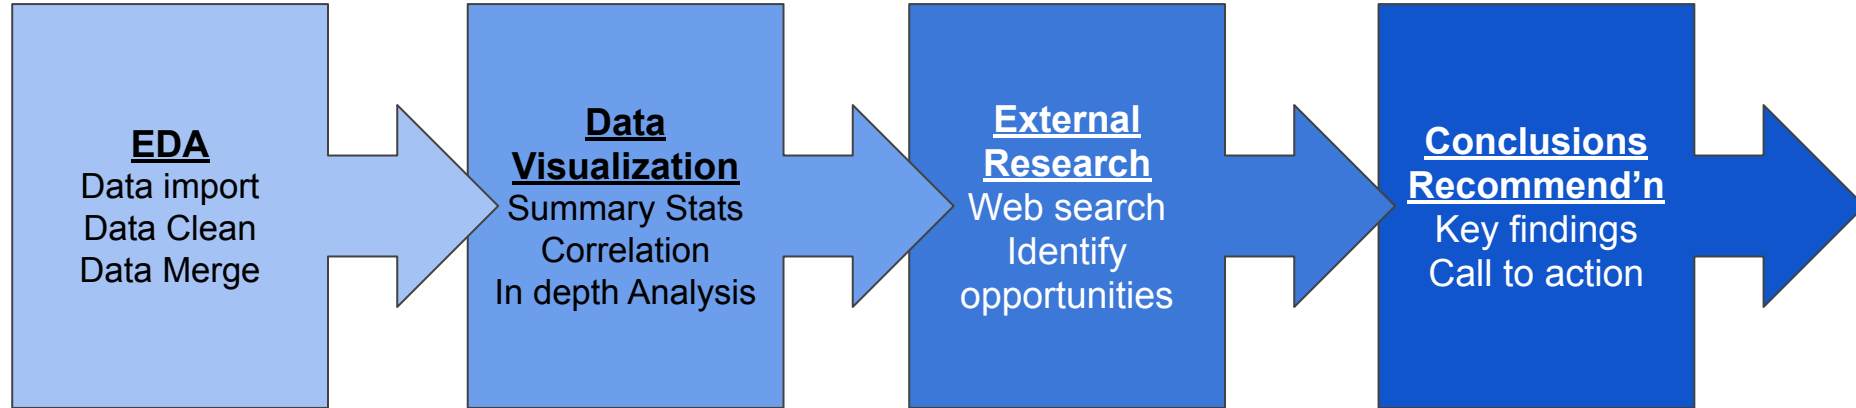 EDA
Data import
Data Clean
Data Merge
Data
Visualization
Summary Stats
Correlation
In depth Analysis
External
Research
Web search
Identify
opportunities
Conclusions
Recommend’n
Key findings
Call to action